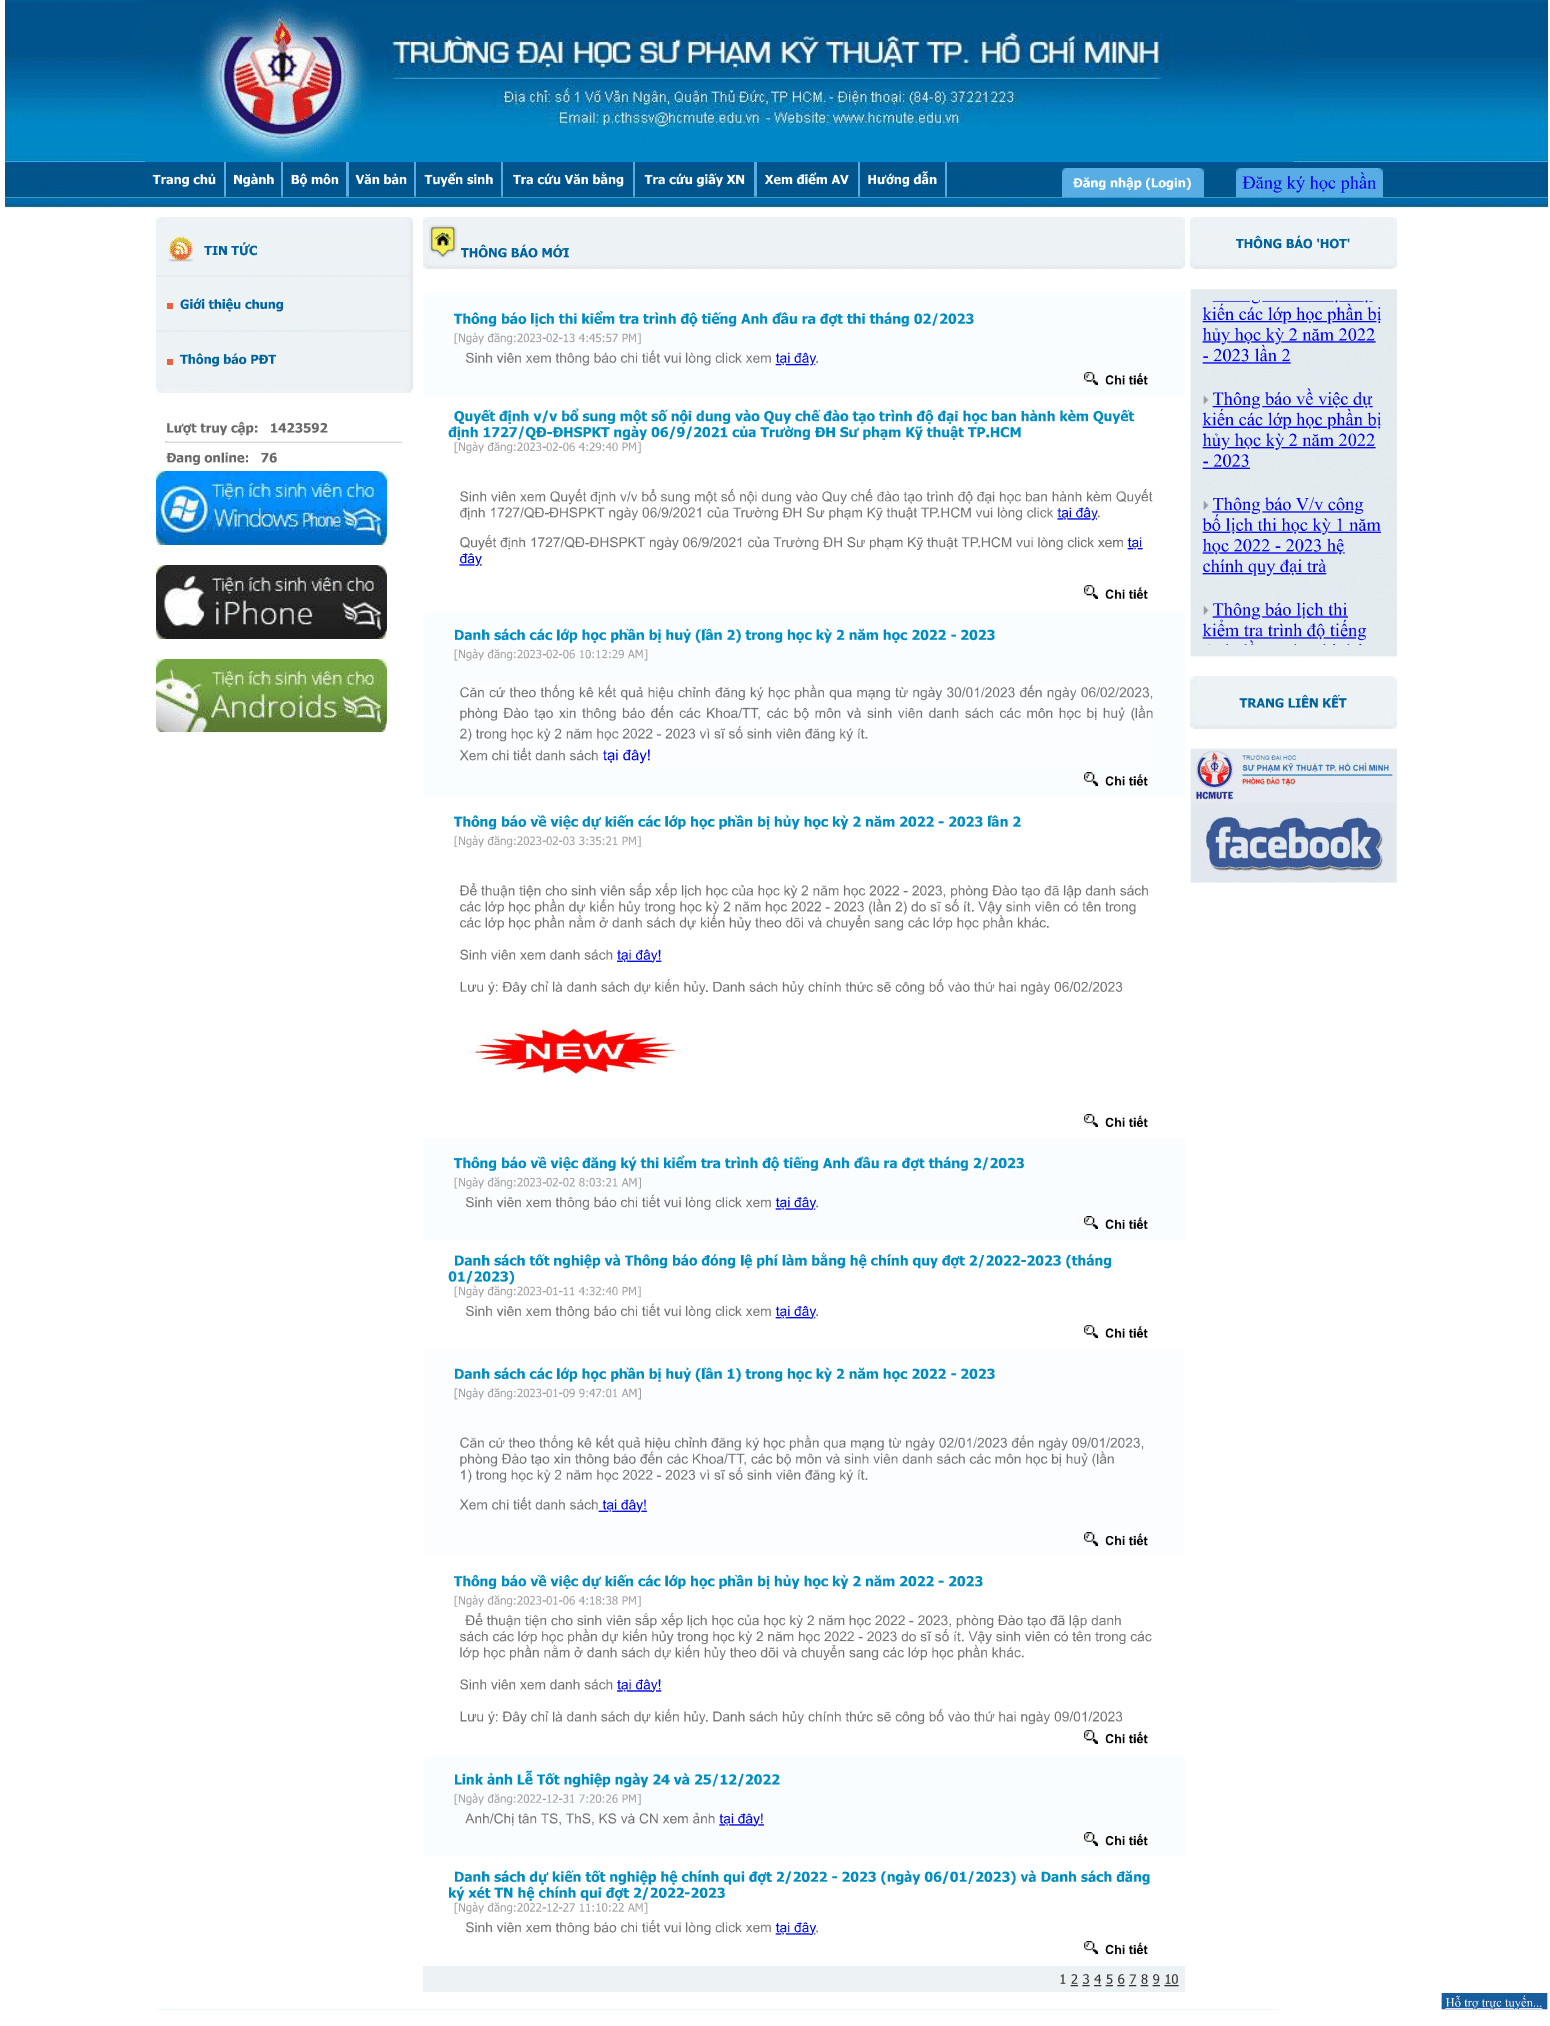 TRƯỜNG ĐẠI HỌC SƯ PHẠM KỸ THUẬT TP. HỒ CHÍ MINH
Địa chỉ: số 1 Võ Văn Ngân, Quận Thủ Đức, TP HCM. - Điện thoại: (84-8) 37221223
Email: p.cthssv@hcmute.edu.vn - Website: www.hcmute.edu.vn
Trang chủ Ngành Bộ môn Văn bản Tuyển sinh Tra cứu Văn bằng Tra cứu giấy XN Xem điểm AV Hướng dẫn Đăng nhập (Login) Đăng ký học phần
TIN TỨC
Giới thiệu chung
Thông báo PĐT
Lượt truy cập: 1423592
Đang online: 76
Tiện ích sinh viên cho
Windows Phone
Tiện ích sinh viên cho
iPhone
Tiện ích sinh viên cho
Androids
THÔNG BÁO MỚI
Thông báo lịch thi kiểm tra trình độ tiếng Anh đầu ra đợt thi tháng 02/2023
[Ngày đăng:2023-02-13 4:45:57 PM]
Sinh viên xem thông báo chi tiết vui lòng click xem tại đây.
Chi tiết
Quyết định v/v bổ sung một số nội dung vào Quy chế đào tạo trình độ đại học ban hành kèm Quyết
định 1727/QĐ-ĐHSPKT ngày 06/9/2021 của Trường ĐH Sư phạm Kỹ thuật TP.HCM
[Ngày đăng:2023-02-06 4:29:40 PM]
Sinh viên xem Quyết định v/v bổ sung một số nội dung vào Quy chế đào tạo trình độ đại học ban hành kèm Quyết
định 1727/QĐ-ĐHSPKT ngày 06/9/2021 của Trường ĐH Sư phạm Kỹ thuật TP.HCM vui lòng click tại đây.
Quyết định 1727/QĐ-ĐHSPKT ngày 06/9/2021 của Trường ĐH Sư phạm Kỹ thuật TP.HCM vui lòng click xem tại
đây
Chi tiết
Danh sách các lớp học phần bị huỷ (lần 2) trong học kỳ 2 năm học 2022 - 2023
[Ngày đăng:2023-02-06 10:12:29 AM]
Căn cứ theo thống kê kết quả hiệu chỉnh đăng ký học phần qua mạng từ ngày 30/01/2023 đến ngày 06/02/2023,
phòng Đào tạo xin thông báo đến các Khoa/TT, các bộ môn và sinh viên danh sách các môn học bị huỷ (lần
2) trong học kỳ 2 năm học 2022 - 2023 vì sĩ số sinh viên đăng ký ít.
Xem chi tiết danh sách tại đây!
Chi tiết
Thông báo về việc dự kiến các lớp học phần bị hủy học kỳ 2 năm 2022 - 2023 lần 2
[Ngày đăng:2023-02-03 3:35:21 PM]
Để thuận tiện cho sinh viên sắp xếp lịch học của học kỳ 2 năm học 2022 - 2023, phòng Đào tạo đã lập danh sách
các lớp học phần dự kiến hủy trong học kỳ 2 năm học 2022 - 2023 (lần 2) do sĩ số ít. Vậy sinh viên có tên trong
các lớp học phần nằm ở danh sách dự kiến hủy theo dõi và chuyển sang các lớp học phần khác.
Sinh viên xem danh sách tại đây!
Lưu ý: Đây chỉ là danh sách dự kiến hủy. Danh sách hủy chính thức sẽ công bố vào thứ hai ngày 06/02/2023
NEW
Chi tiết
Thông báo về việc đăng ký thi kiểm tra trình độ tiếng Anh đầu ra đợt tháng 2/2023
[Ngày đăng:2023-02-02 8:03:21 AM]
Sinh viên xem thông báo chi tiết vui lòng click xem tại đây.
Chi tiết
Danh sách tốt nghiệp và Thông báo đóng lệ phí làm bằng hệ chính quy đợt 2/2022-2023 (tháng
01/2023)
[Ngày đăng:2023-01-11 4:32:40 PM]
Sinh viên xem thông báo chi tiết vui lòng click xem tại đây.
Chi tiết
Danh sách các lớp học phần bị huỷ (lần 1) trong học kỳ 2 năm học 2022 - 2023
[Ngày đăng:2023-01-09 9:47:01 AM]
Căn cứ theo thống kê kết quả hiệu chỉnh đăng ký học phần qua mạng từ ngày 02/01/2023 đến ngày 09/01/2023,
phòng Đào tạo xin thông báo đến các Khoa/TT, các bộ môn và sinh viên danh sách các môn học bị huỷ (lần
1) trong học kỳ 2 năm học 2022 - 2023 vì sĩ số sinh viên đăng ký ít.
Xem chi tiết danh sách tại đây!
Chi tiết
Thông báo về việc dự kiến các lớp học phần bị hủy học kỳ 2 năm 2022 - 2023
[Ngày đăng:2023-01-06 4:18:38 PM]
Để thuận tiện cho sinh viên sắp xếp lịch học của học kỳ 2 năm học 2022 - 2023, phòng Đào tạo đã lập danh
sách các lớp học phần dự kiến hủy trong học kỳ 2 năm học 2022 - 2023 do sĩ số ít. Vậy sinh viên có tên trong các
lớp học phần nằm ở danh sách dự kiến hủy theo dõi và chuyển sang các lớp học phần khác.
Sinh viên xem danh sách tại đây!
Lưu ý: Đây chỉ là danh sách dự kiến hủy. Danh sách hủy chính thức sẽ công bố vào thứ hai ngày 09/01/2023
Chi tiết
Link ảnh Lễ Tốt nghiệp ngày 24 và 25/12/2022
[Ngày đăng:2022-12-31 7:20:26 PM]
Anh/Chị tân TS, ThS, KS và CN xem ảnh tại đây!
Chi tiết
Danh sách dự kiến tốt nghiệp hệ chính qui đợt 2/2022 - 2023 (ngày 06/01/2023) và Danh sách đăng
ký xét TN hệ chính qui đợt 2/2022-2023
[Ngày đăng:2022-12-27 11:10:22 AM]
Sinh viên xem thông báo chi tiết vui lòng click xem tại đây.
Chi tiết
1 2 3 4 5 6 7 8 9 10
THÔNG BÁO 'HOT'
kiến các lớp học phần bị
hủy học kỳ 2 năm 2022
- 2023 lần 2
Thông báo về việc dự
kiến các lớp học phần bị
hủy học kỳ 2 năm 2022
- 2023
Thông báo V/v công
bố lịch thi học kỳ 1 năm
học 2022 - 2023 hệ
chính quy đại trà
Thông báo lịch thi
kiểm tra trình độ tiếng
TRANG LIÊN KẾT
TRƯỜNG ĐẠI HỌC
SƯ PHẠM KỸ THUẬT TP. HỒ CHÍ MINH
PHÒNG ĐÀO TẠO
HCMUTE
facebook
Hỗ trợ trực tuyến...